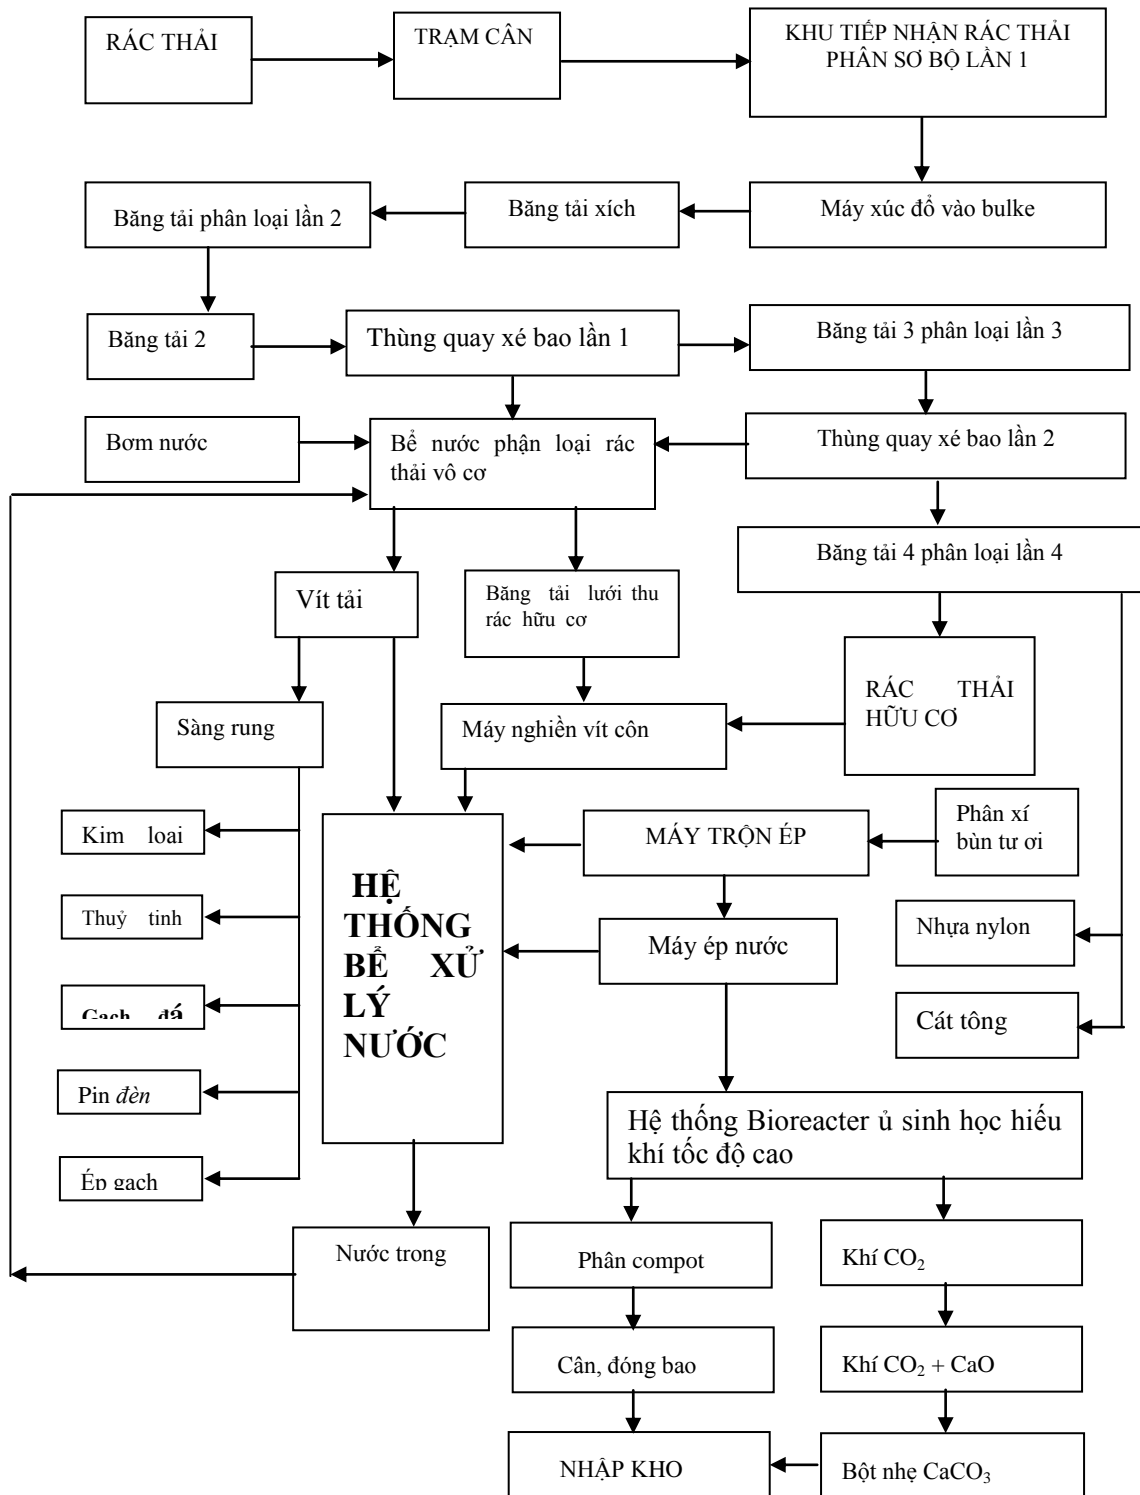 RÁC THẢI
TRẠM CÂN
KHU TIẾP NHẬN RÁC THẢI
PHÂN SƠ BỘ LẦN 1
Băng tải phân loại lần 2
Băng tải xích
Máy xúc đổ vào bulke
Băng tải 2
Thùng quay xé bao lần 1
Băng tải 3 phân loại lần 3
Bơm nước
Bể nước phận loại rác
thải vô cơ
Thùng quay xé bao lần 2
Băng tải 4 phân loại lần 4
Vít tải
Băng tải lưới thu
rác hữu cơ
RÁC THẢI
HỮU CƠ
Sàng rung
Máy nghiền vít côn
Kim loai
MÁY TRỘN ÉP
Phân xí
bùn tư ơi
HỆ
THỐNG
BỂ XỬ
LÝ
NƯỚC
Thuỷ tinh
Máy ép nước
Nhựa nylon
Gạch đá
Cát tông
Pin đèn
Hệ thống Bioreacter ủ sinh học hiếu
khí tốc độ cao
Ép gạch
Nước trong
Phân compot
Khí CO₂
Cân, đóng bao
Khí CO₂ + CaO
NHẬP KHO
Bột nhẹ CaCO₃